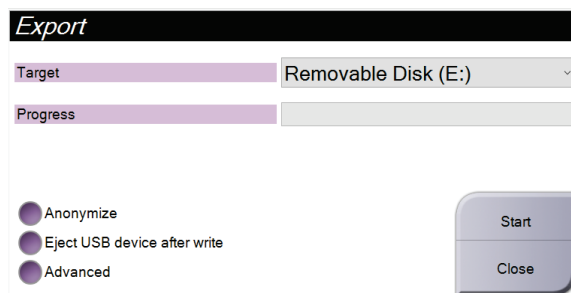 Export
Target
Removable Disk (E:)
Progress
Anonymize
Eject USB device after write
Advanced
Start
Close